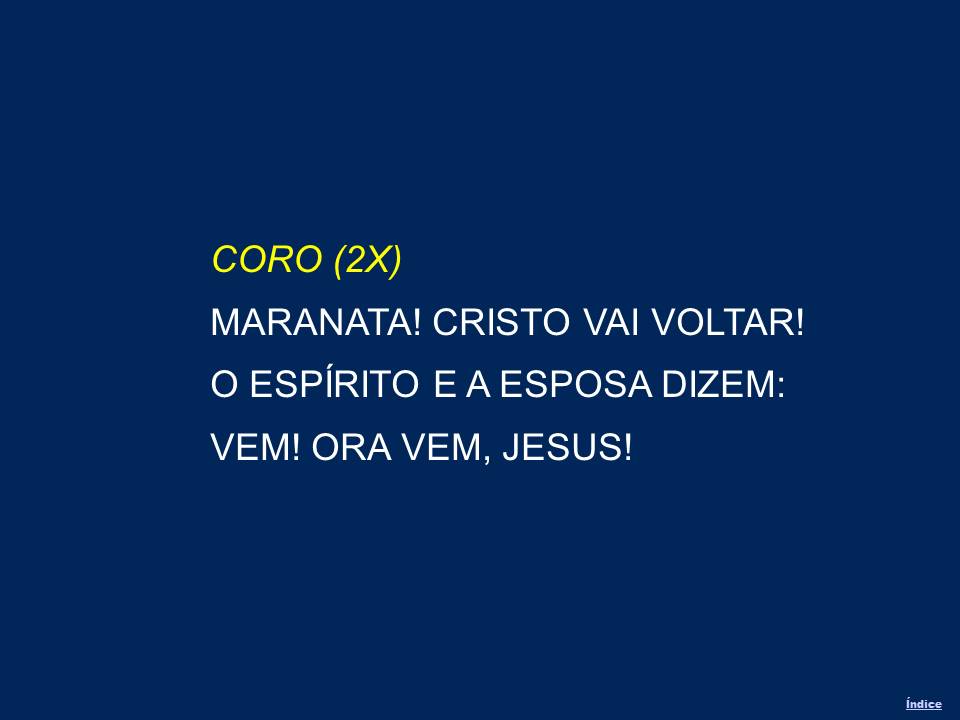 CORO (2X)
MARANATA! CRISTO VAI VOLTAR!
O ESPÍRITO E A ESPOSA DIZEM:
VEM! ORA VEM, JESUS!
Índice